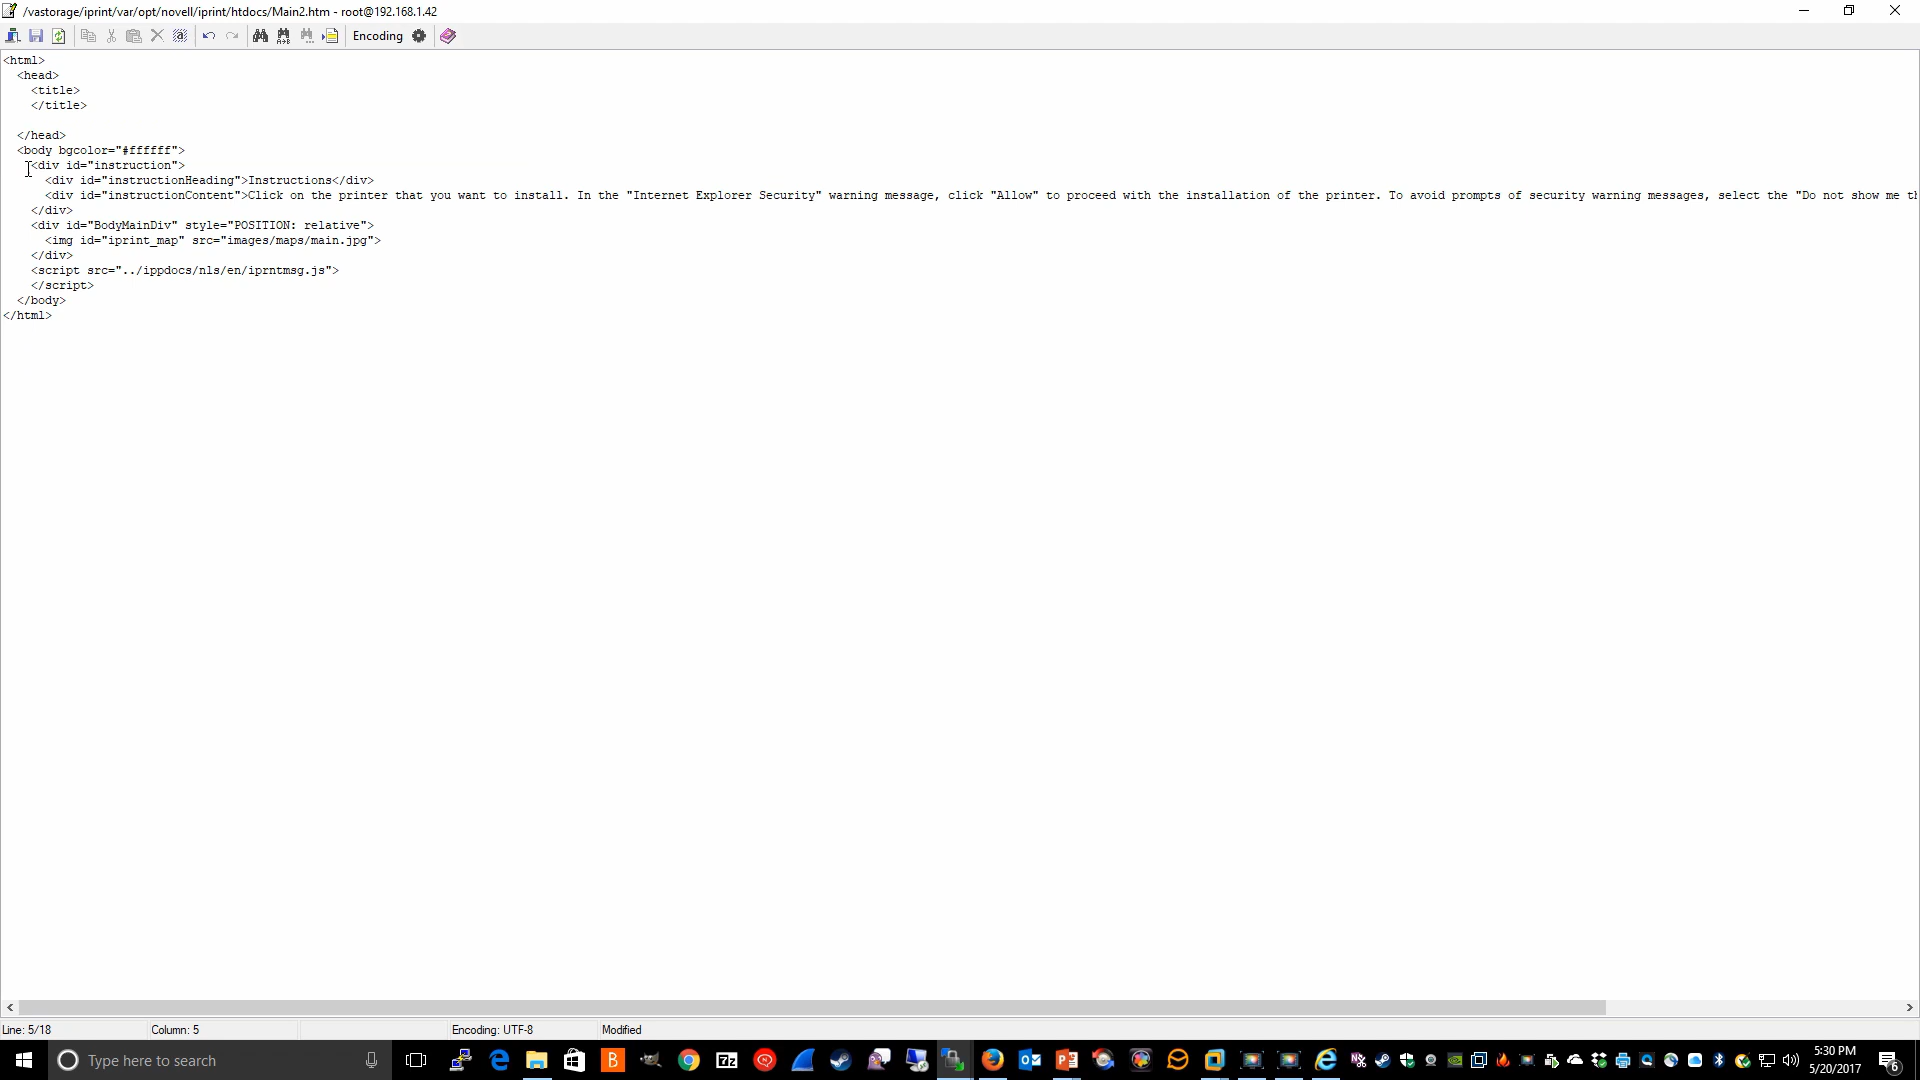 /vastorage/iprint/var/opt/novell/iprint/htdocs/Main2.htm - root@192.168.1.42
Encoding
<html>
<head>
<title>
</title>
</head>
<body bgcolor="#ffffff">
<div id="instruction">
<div id="instructionHeading">Instructions</div>
<div id="instructionContent">Click on the printer that you want to install. In the "Internet Explorer Security" warning message, click "Allow" to proceed with the installation of the printer. To avoid prompts of security warning messages, select the "Do not show me th
</div>
<div id="BodyMainDiv" style="POSITION: relative">
<img id="iprint_map" src="images/maps/main.jpg">
</div>
<script src="../ippdocs/nls/en/iprntmsg.js">
</script>
</body>
</html>
Line: 5/18 Column: 5 Encoding: UTF-8 Modified
Type here to search
5:30 PM
5/20/2017